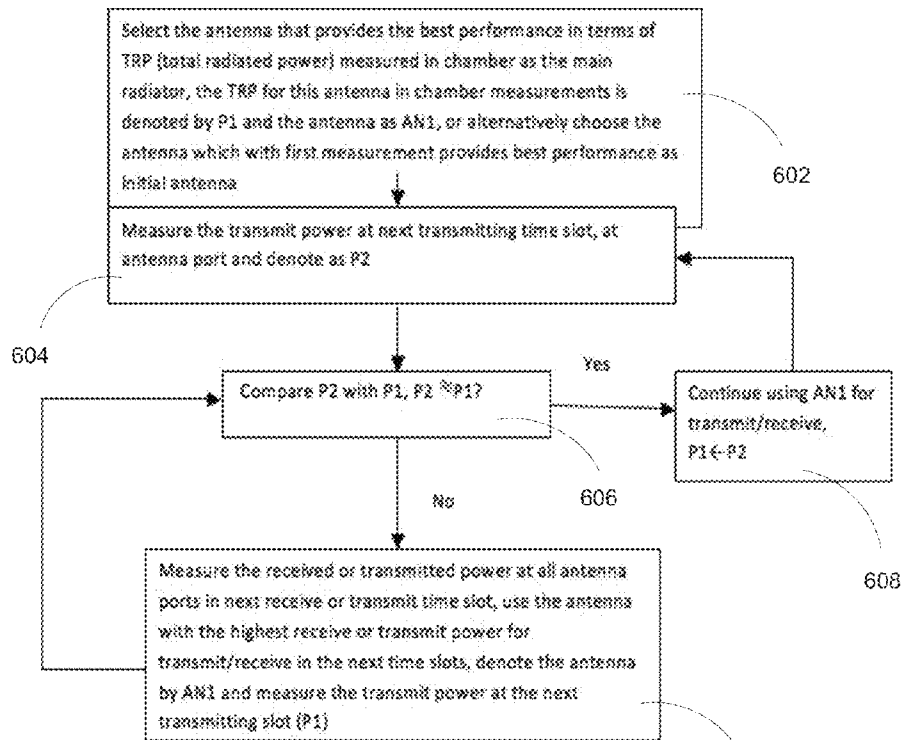 Select the antenna that provides the best performance in terms of
TRP (total radiated power) measured in chamber as the main
radiator, the TRP for this antenna in chamber measurements is
denoted by P1 and the antenna as AN1, or alternatively choose the
antenna which with first measurement provides best performance as
initial antenna
602
Measure the transmit power at next transmitting time slot, at
antenna port and denote as P2
604
Compare P2 with P1, P2 P1?
606
Yes
Continue using AN1 for
transmit/receive,
P1←P2
608
No
Measure the received or transmitted power at all antenna
ports in next receive or transmit time slot, use the antenna
with the highest receive or transmit power for
transmit/receive in the next time slots, denote the antenna
by AN1 and measure the transmit power at the next
transmitting slot (P1)